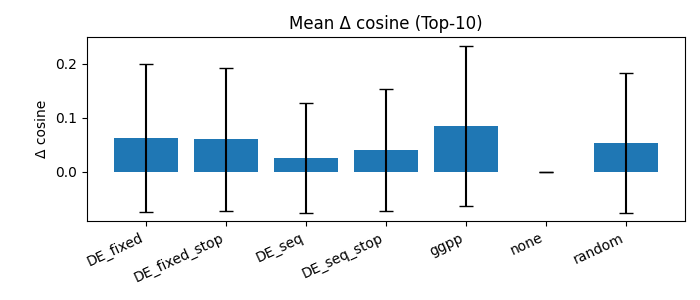 Mean Δ cosine (Top-10)
Δ cosine
0.2
0.1
0.0
DE_fixed
DE_fixed_stop
DE_seq
DE_seq_stop
ggpp
none
random